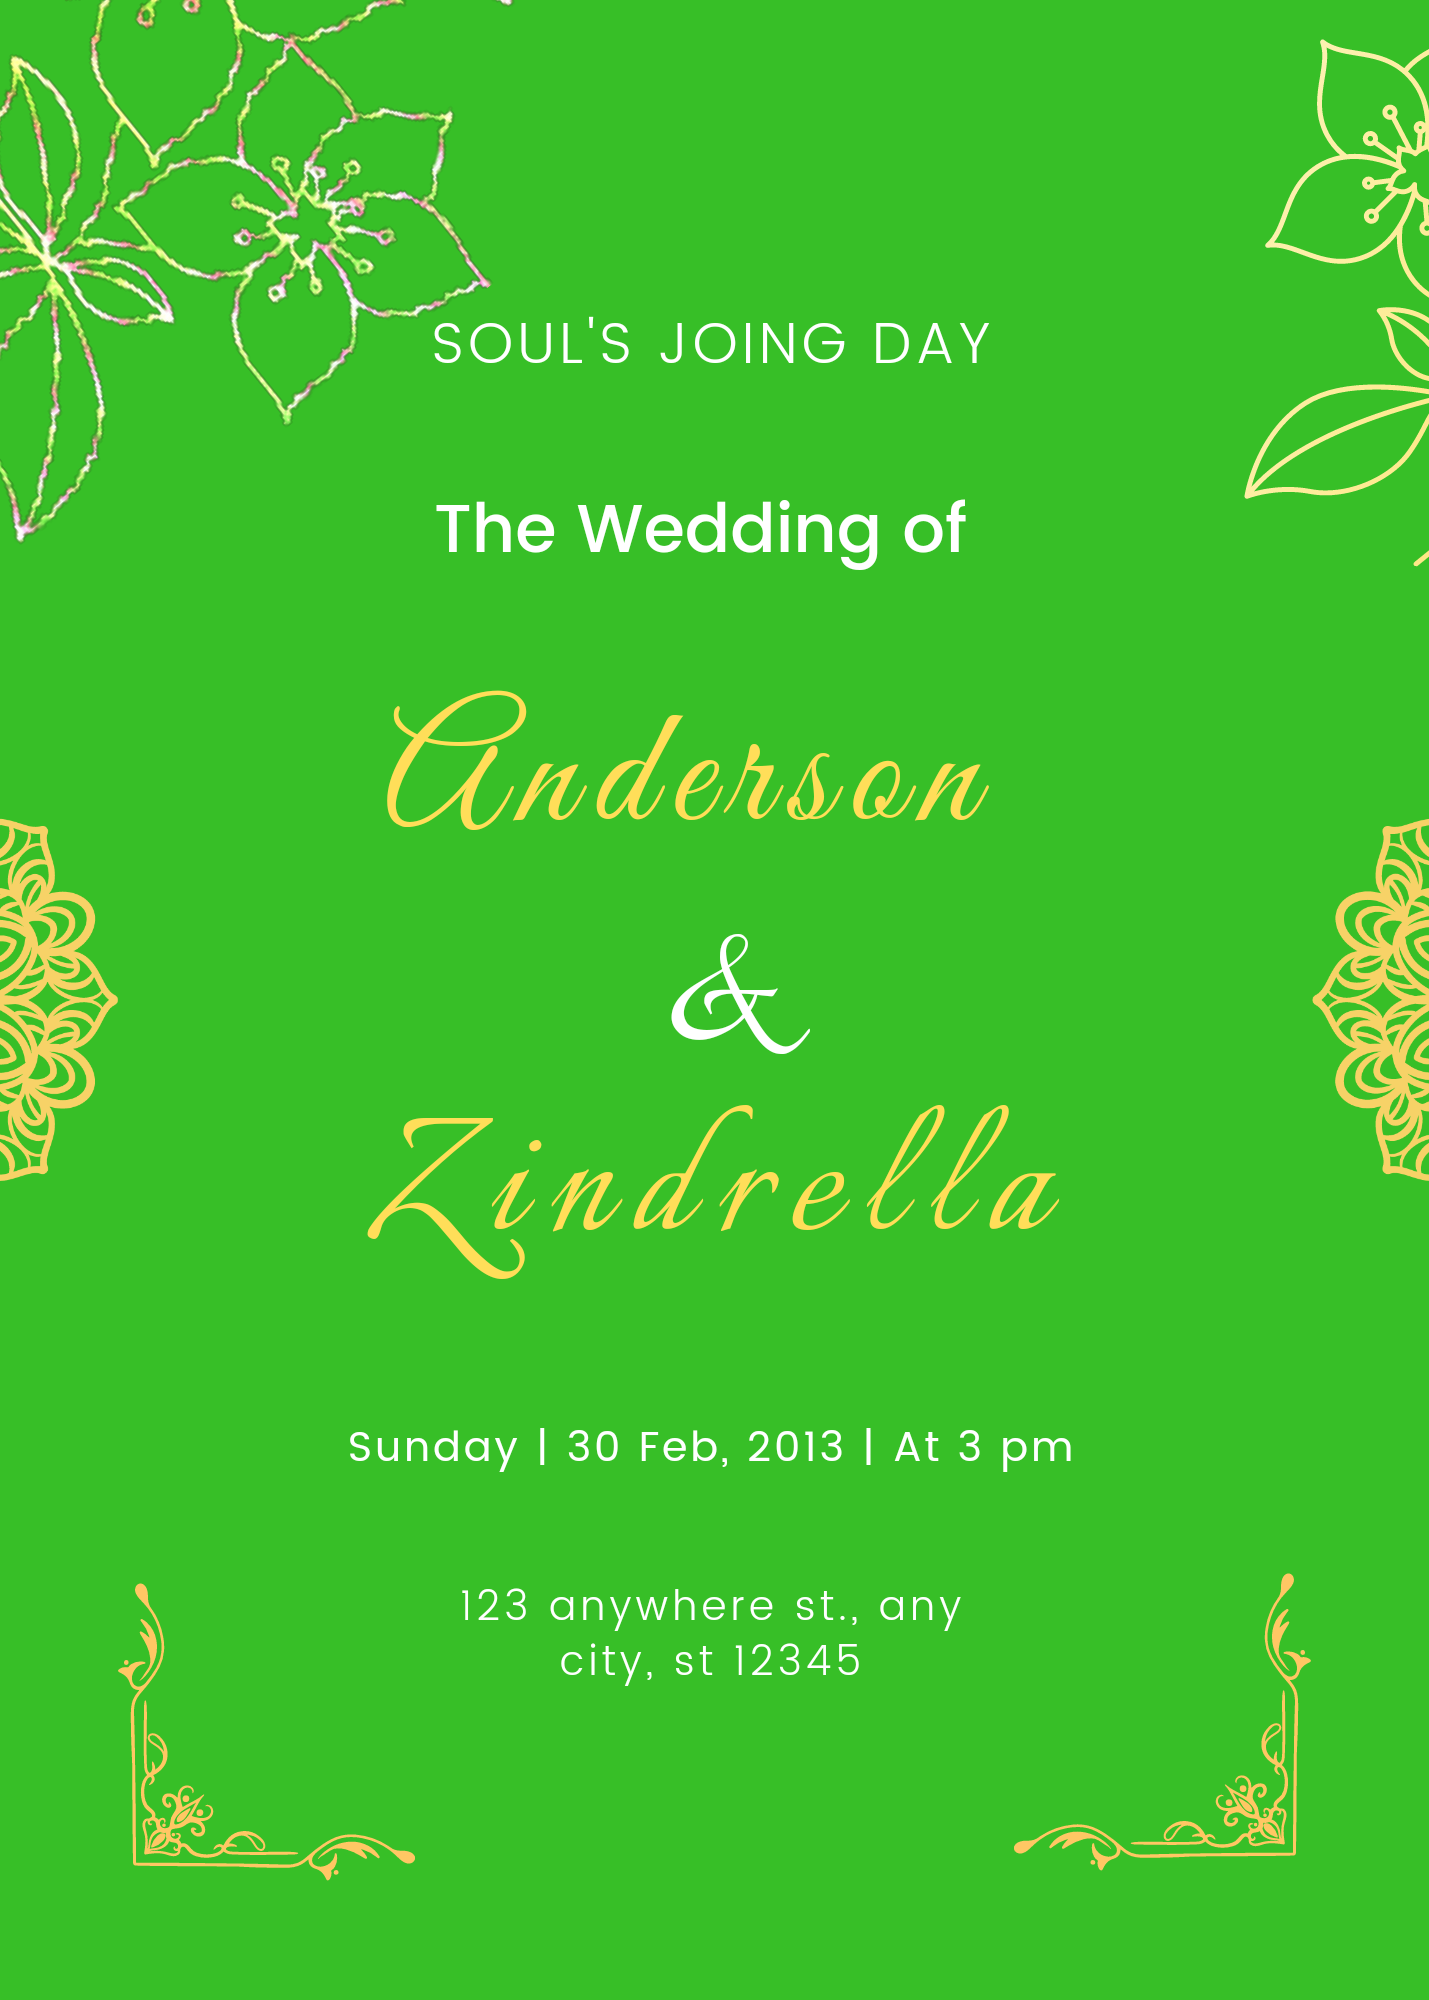 SOUL'S JOING DAY
The Wedding of
Anderson
&
Zindrella
Sunday | 30 Feb, 2013 | At 3 pm
123 anywhere st., any
city, st 12345